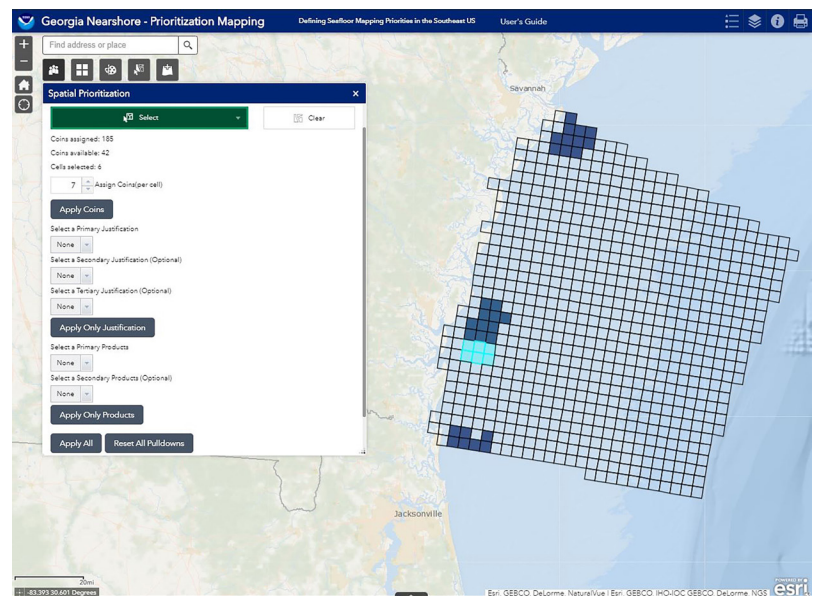 Georgia Nearshore - Prioritization Mapping
Defining Seafloor Mapping Priorities in the Southeast US
User's Guide
Find address or place
Spatial Prioritization
Select
Clear
Coins assigned: 185
Coins available: 42
Cells selected: 6
7 Assign Coins(per cell)
Apply Coins
Select a Primary Justification
None
Select a Secondary Justification (Optional)
None
Select a Tertiary Justification (Optional)
None
Apply Only Justification
Select a Primary Products
None
Select a Secondary Products (Optional)
None
Apply Only Products
Apply All
Reset All Pulldowns
Savannah
Jacksonville
20mi
-83.393 30.601 Degrees
Esri, GEBCO, DeLorme, NaturalVue | Esri, GEBCO, IHO-IOC GEBCO, DeLorme, NGS
POWERED BY
esri